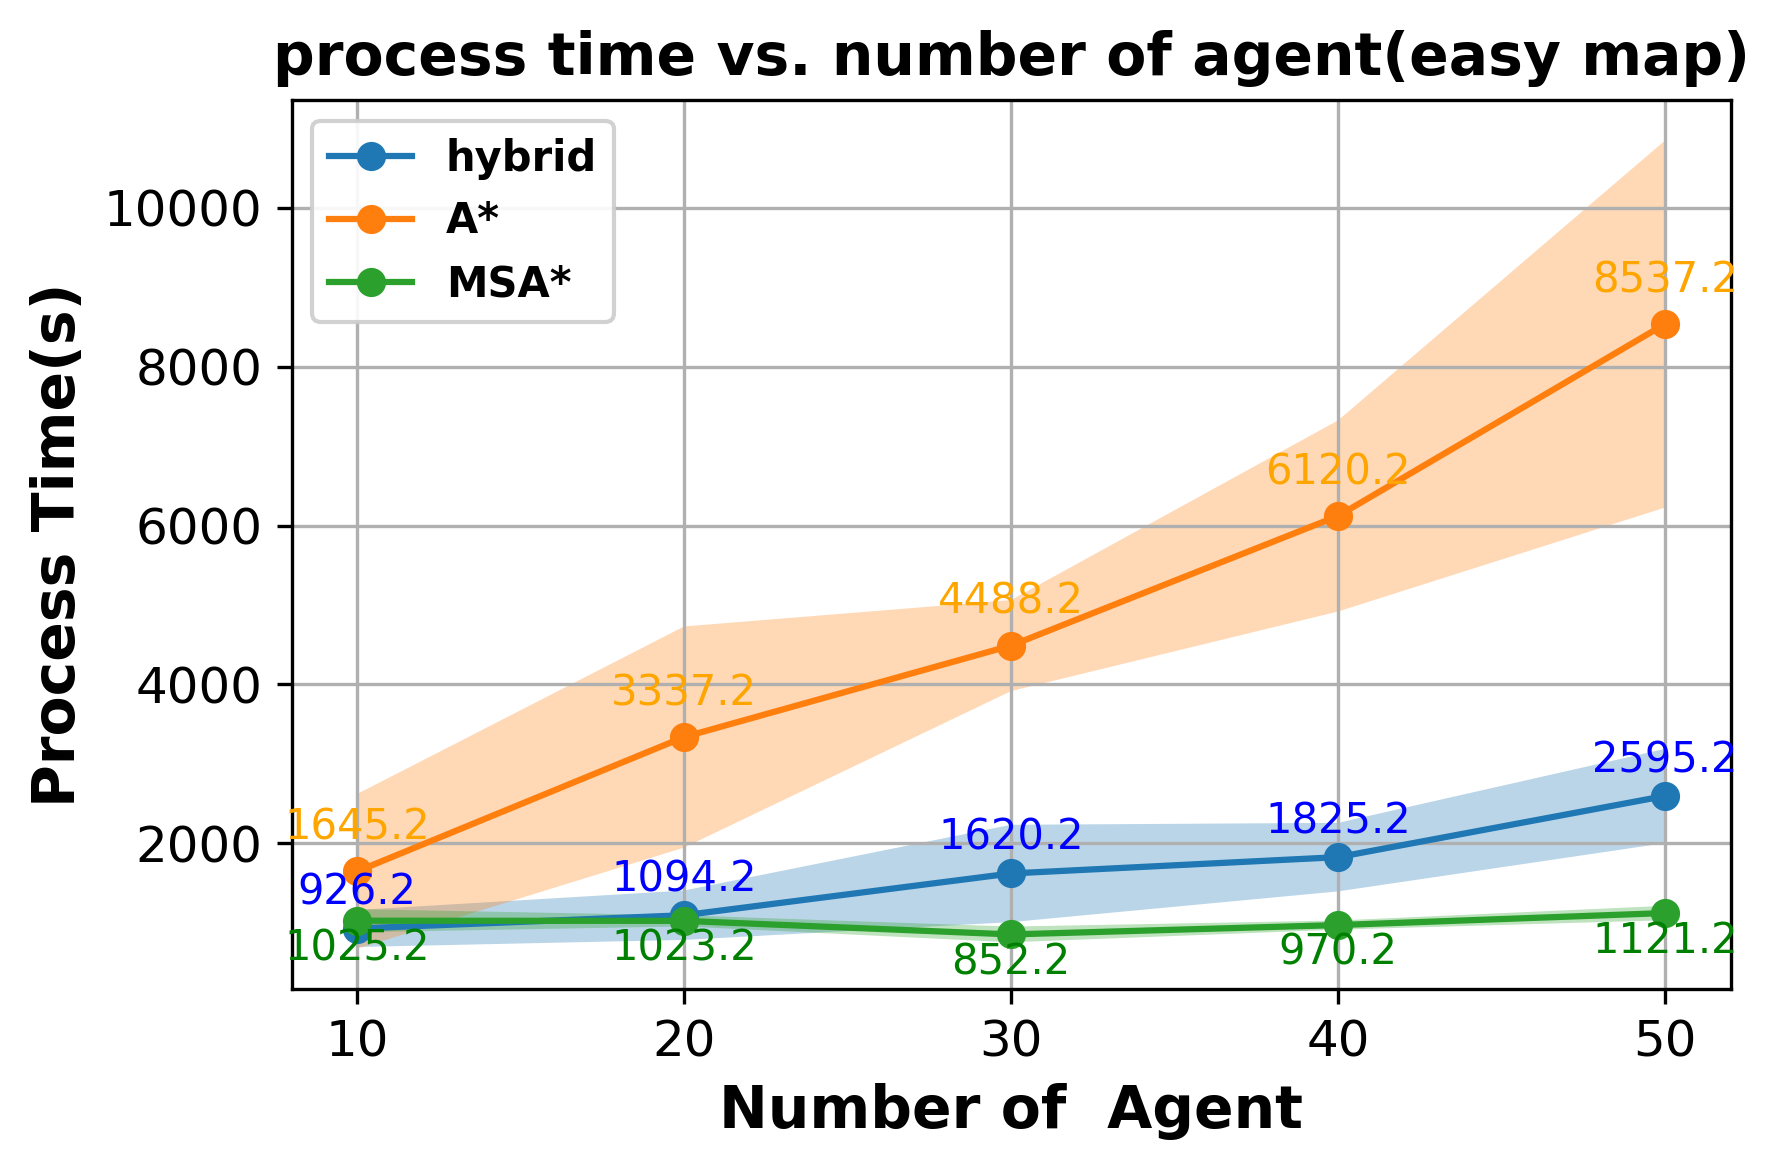 process time vs. number of agent(easy map)
hybrid
A*
MSA*
Process Time(s)
10000
8000
6000
4000
2000
8537.2
6120.2
4488.2
3337.2
1645.2
2595.2
1825.2
1620.2
1094.2
926.2
1025.2
1023.2
852.2
970.2
1121.2
10 20 30 40 50
Number of  Agent